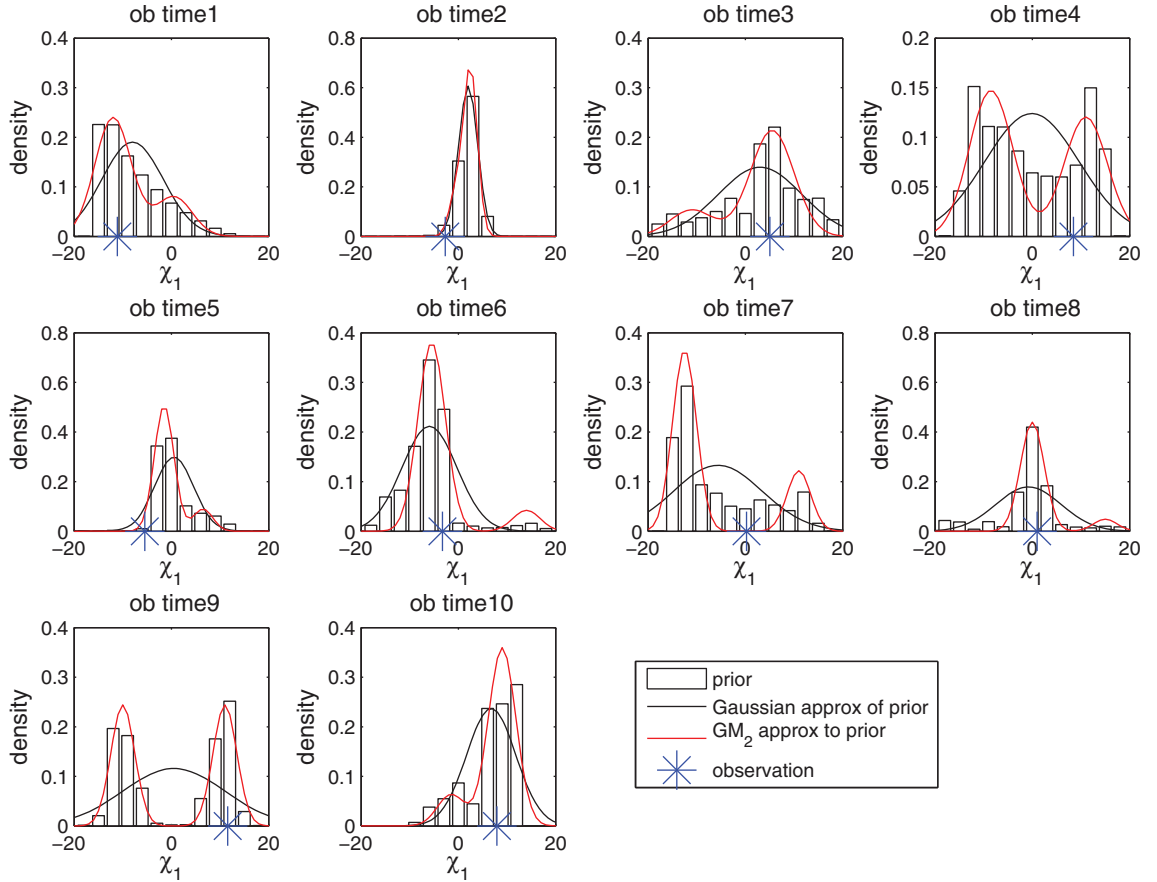 ob time1
ob time2
ob time3
ob time4
0.4
0.3
0.2
0.1
0
density
−20
0
20
χ1
0.8
0.6
0.4
0.2
0
density
−20
0
20
χ1
0.4
0.3
0.2
0.1
0
density
−20
0
20
χ1
0.2
0.15
0.1
0.05
0
density
−20
0
20
χ1
ob time5
ob time6
ob time7
ob time8
0.8
0.6
0.4
0.2
0
density
−20
0
20
χ1
0.4
0.3
0.2
0.1
0
density
−20
0
20
χ1
0.4
0.3
0.2
0.1
0
density
−20
0
20
χ1
0.8
0.6
0.4
0.2
0
density
−20
0
20
χ1
ob time9
ob time10
0.4
0.3
0.2
0.1
0
density
−20
0
20
χ1
0.4
0.3
0.2
0.1
0
density
−20
0
20
χ1
prior
Gaussian approx of prior
GM2 approx to prior
observation